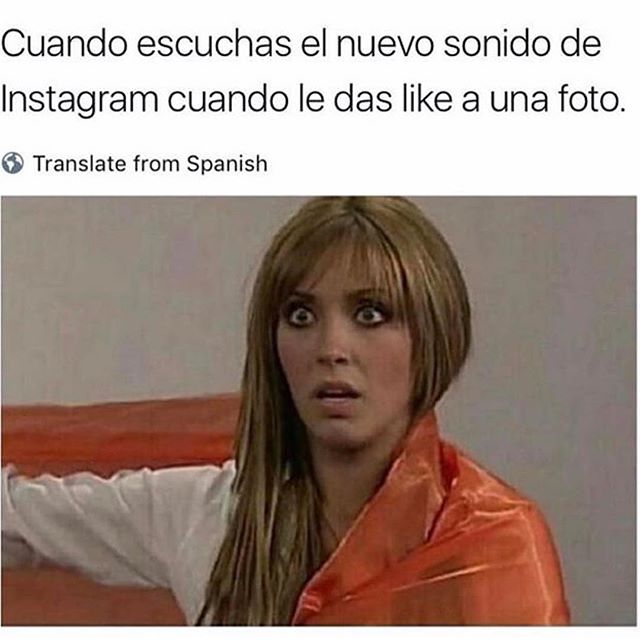 Cuando escuchas el nuevo sonido de
Instagram cuando le das like a una foto.
Translate from Spanish